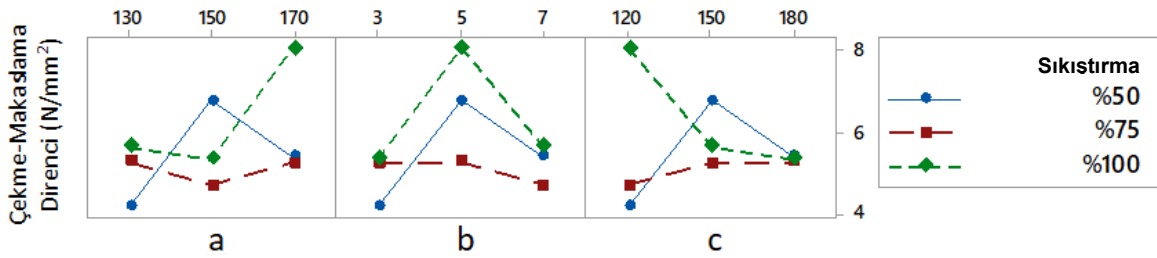 130 150 170 3 5 7 120 150 180
Çekme-Makaslama
Direnci (N/mm²)
8
6
4
a b c
Sıkıstırma
%50
%75
%100